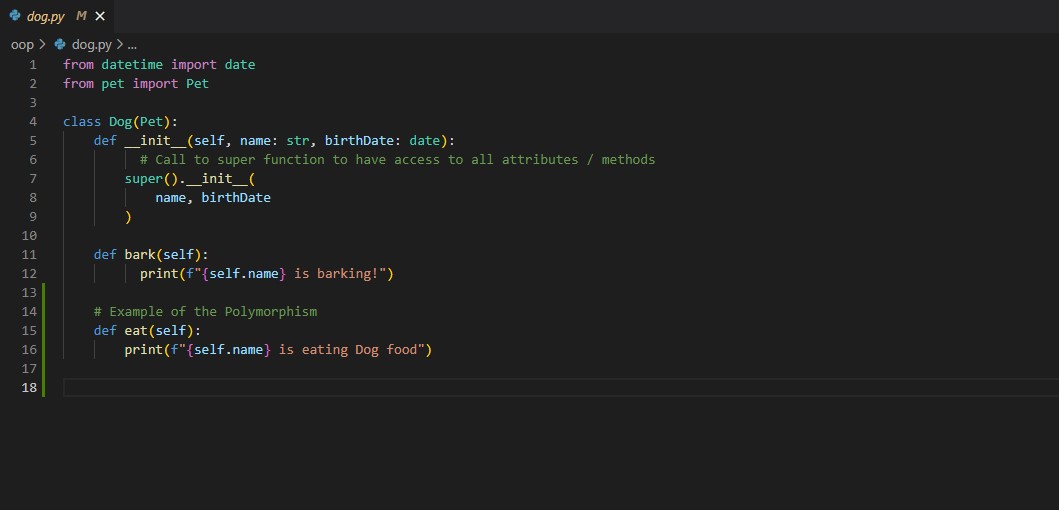 dog.py M
oop > dog.py > ...
1 from datetime import date
2 from pet import Pet
3
4 class Dog(Pet):
5     def __init__(self, name: str, birthDate: date):
6           # Call to super function to have access to all attributes / methods
7         super().__init__(
8             name, birthDate
9         )
10
11     def bark(self):
12           print(f"{self.name} is barking!")
13
14     # Example of the Polymorphism
15     def eat(self):
16         print(f"{self.name} is eating Dog food")
17
18